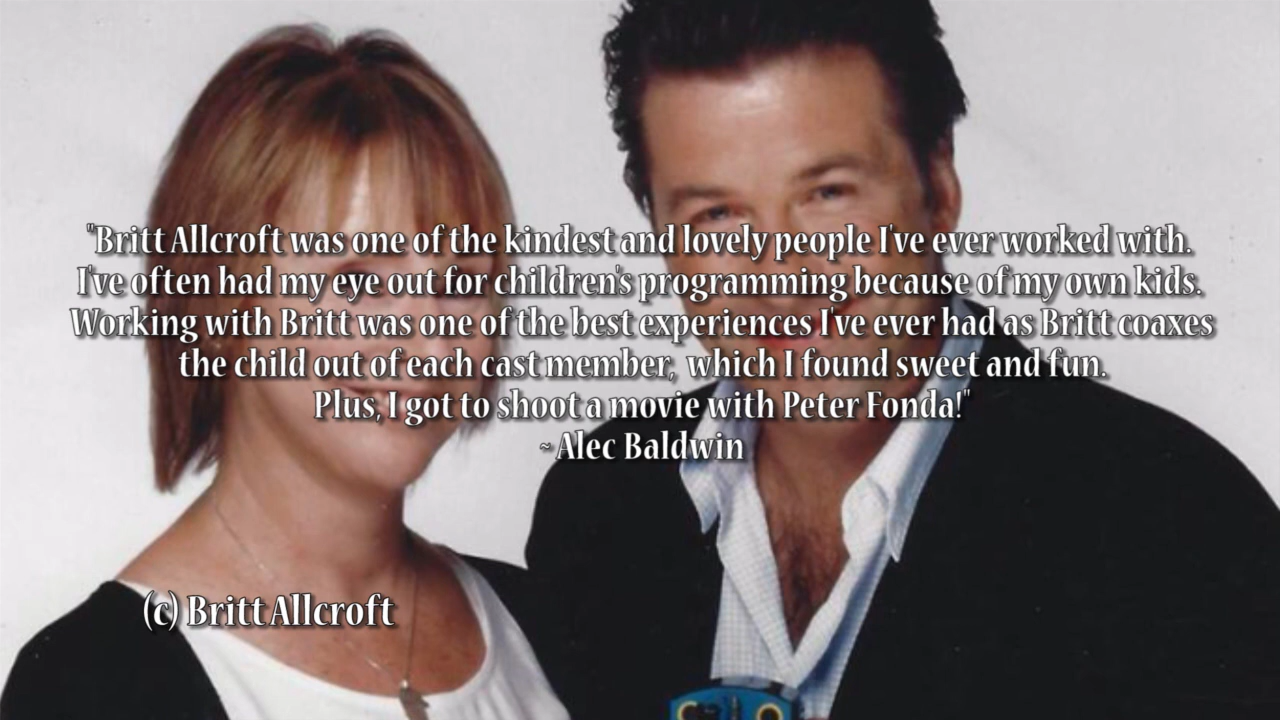 "Britt Allcroft was one of the kindest and lovely people I've ever worked with.
I've often had my eye out for children's programming because of my own kids.
Working with Britt was one of the best experiences I've ever had as Britt coaxes
the child out of each cast member,  which I found sweet and fun.
Plus, I got to shoot a movie with Peter Fonda!"
~ Alec Baldwin
(c) Britt Allcroft